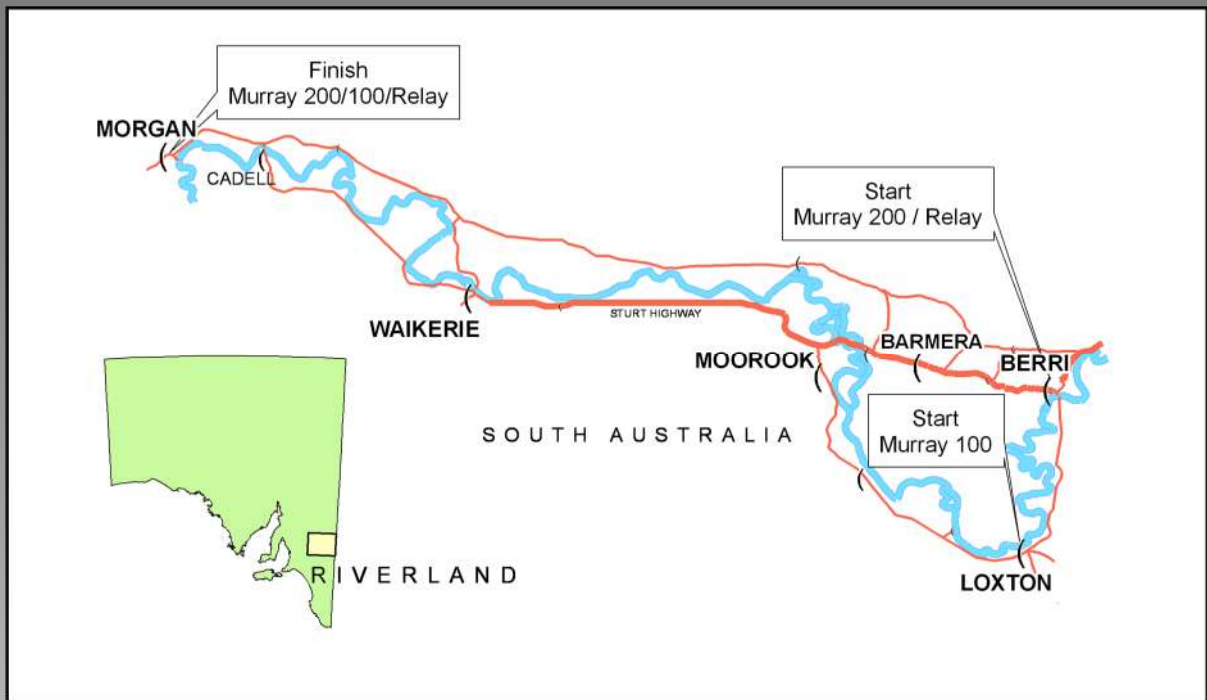 Finish
Murray 200/100/Relay
MORGAN
CADELL
Start
Murray 200 / Relay
WAIKERIE
STURT HIGHWAY
MOOROOK
BARMERA
BERRI
Start
Murray 100
SOUTH AUSTRALIA
RIVERLAND
LOXTON